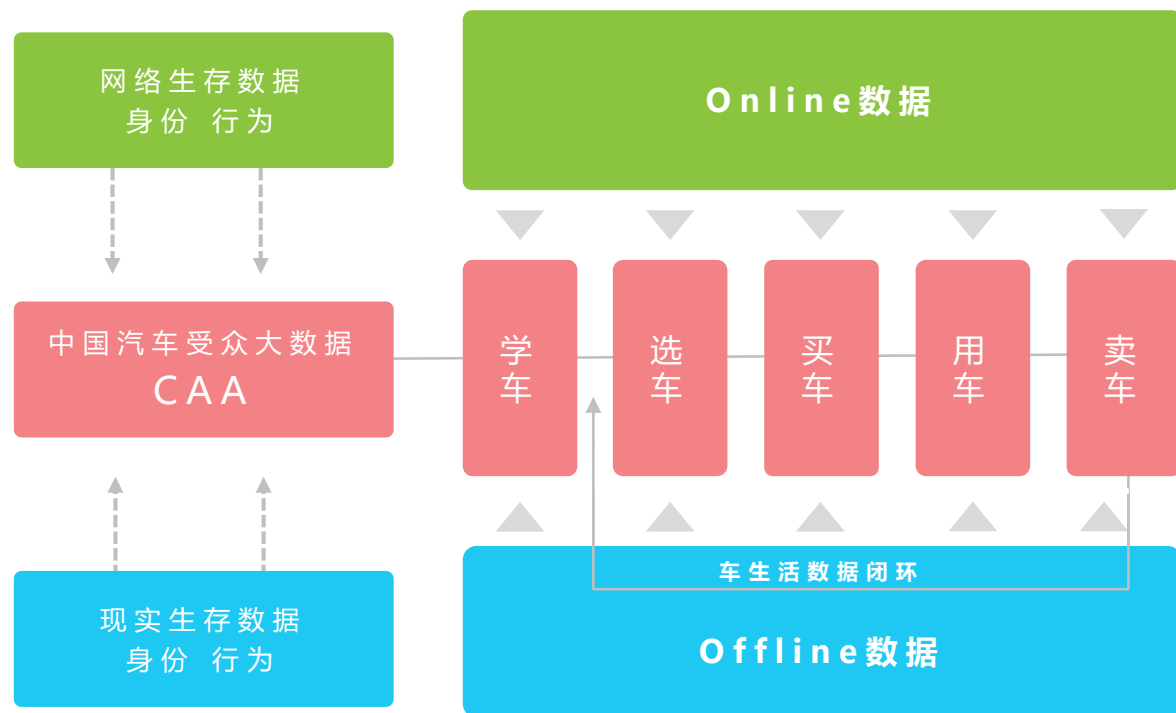 网络生存数据
身份 行为
Online数据
中国汽车受众大数据
CAA
学车
选车
买车
用车
卖车
车生活数据闭环
现实生存数据
身份 行为
Offline数据